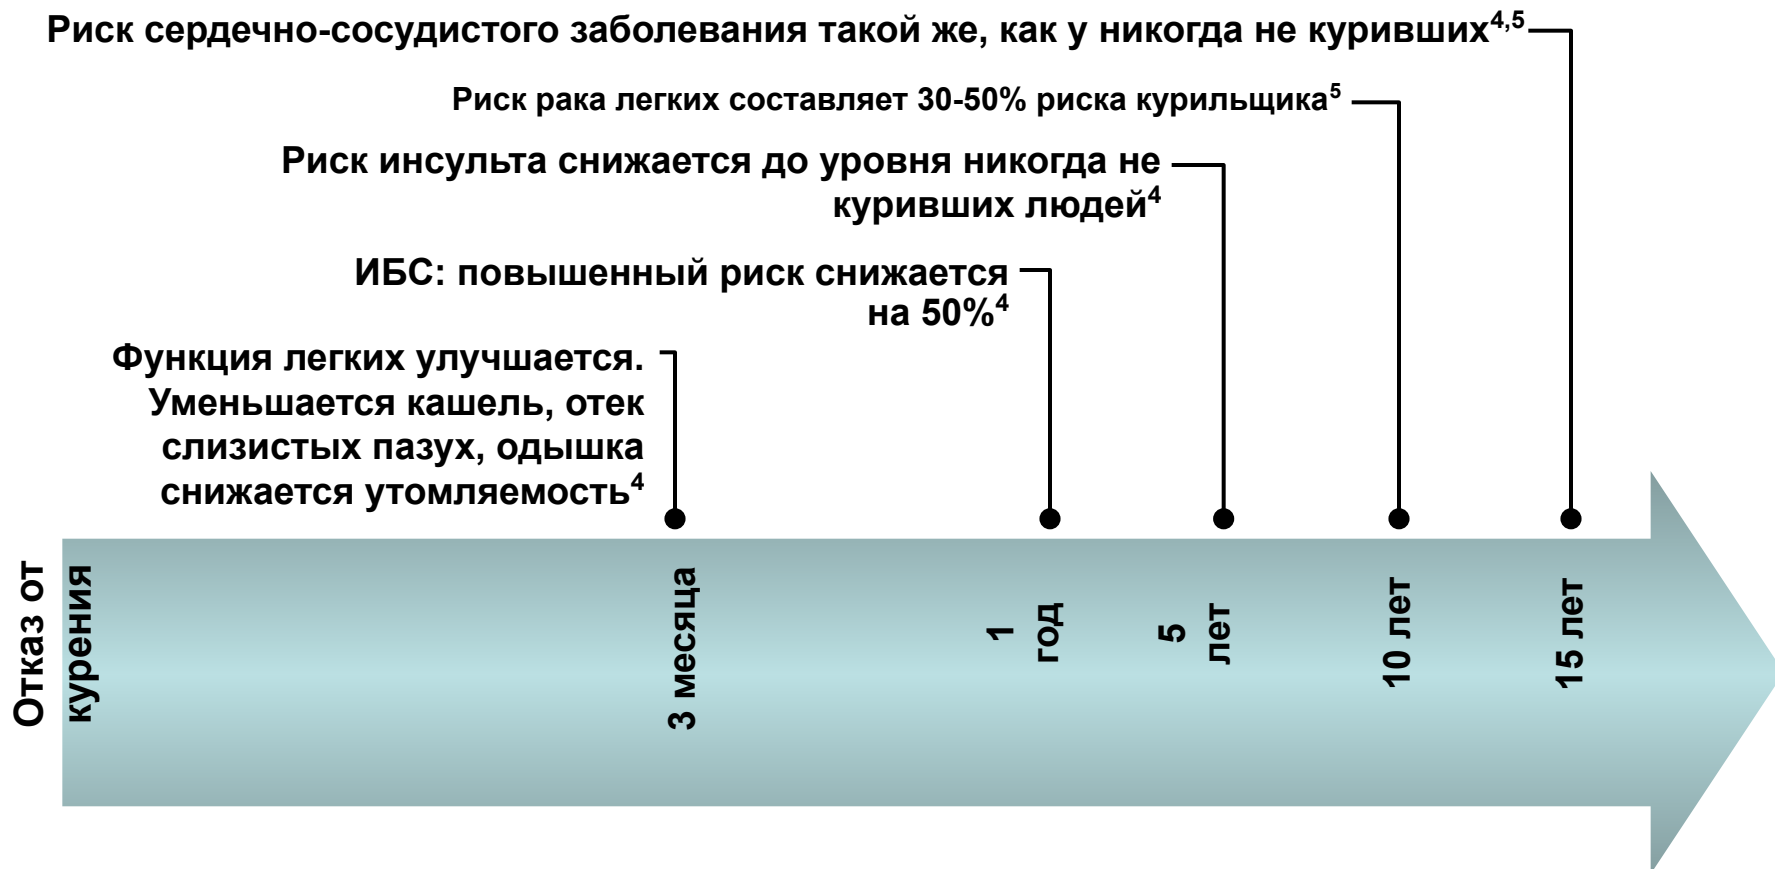 Риск сердечно-сосудистого заболевания такой же, как у никогда не куривших4,5
Риск рака легких составляет 30-50% риска курильщика5
Риск инсульта снижается до уровня никогда не
куривших людей4
ИБС: повышенный риск снижается
на 50%4
Функция легких улучшается.
Уменьшается кашель, отек
слизистых пазух, одышка
снижается утомляемость4
Отказ от
курения
3 месяца
1
год
5
лет
10 лет
15 лет